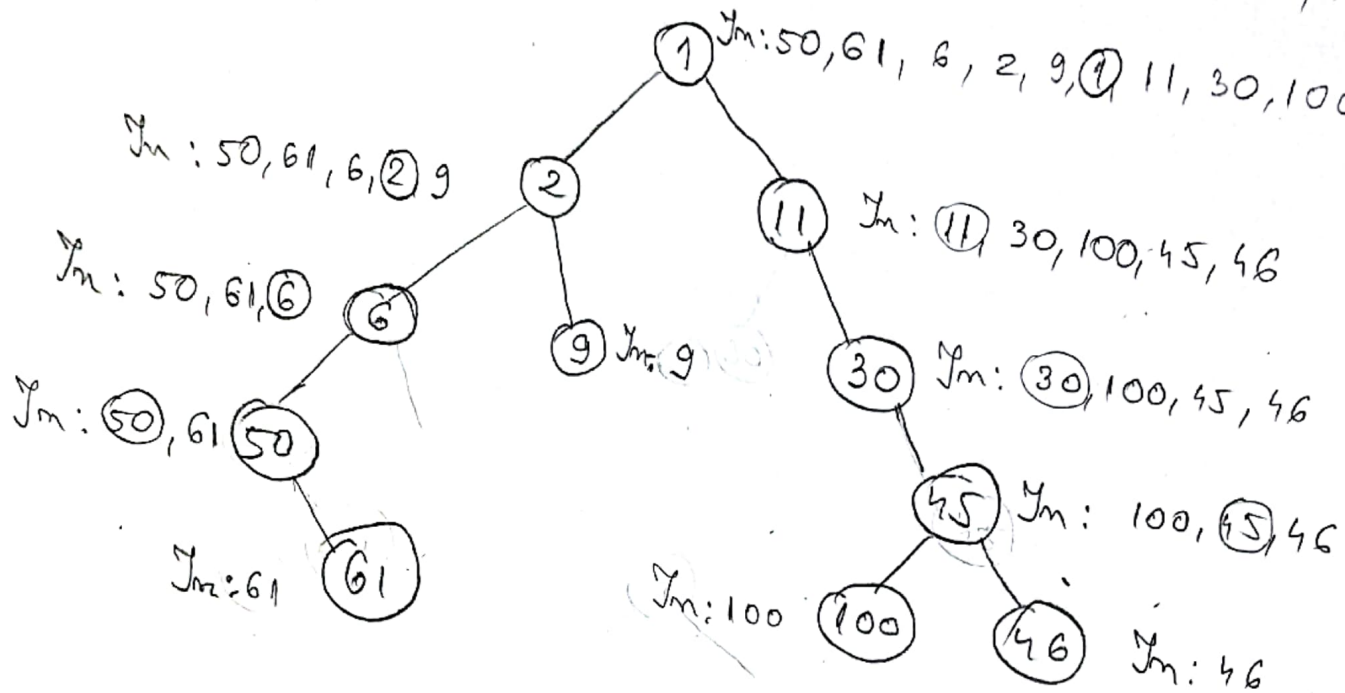 1 In: 50, 61, 6, 2, 9, 1, 11, 30, 100
In: 50, 61, 6, 2, 9 2
11 In: 11, 30, 100, 45, 46
In: 50, 61, 6 6
9 In: 9
30 In: 30, 100, 45, 46
In: 50, 61 50
45 In: 100, 45, 46
In: 61 61
In: 100 100
46 In: 46